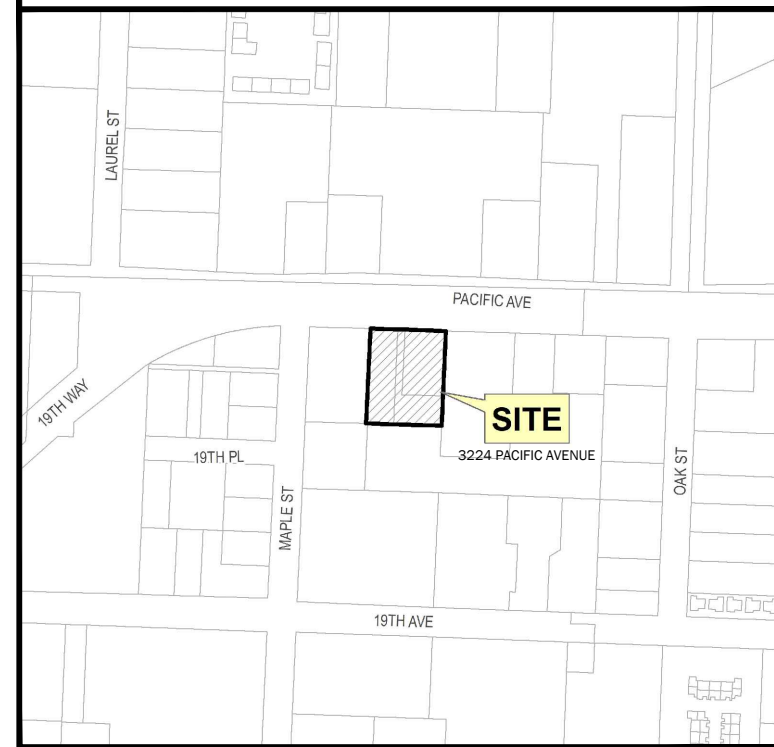 LAUREL ST
PACIFIC AVE
19TH WAY
SITE
3224 PACIFIC AVENUE
19TH PL
OAK ST
MAPLE ST
19TH AVE